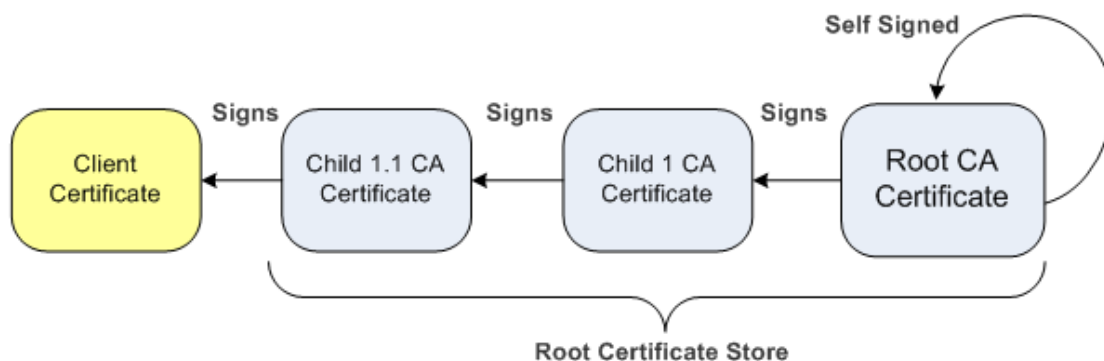 Self Signed
Signs
Signs
Signs
Client
Certificate
Child 1.1 CA
Certificate
Child 1 CA
Certificate
Root CA
Certificate
Root Certificate Store